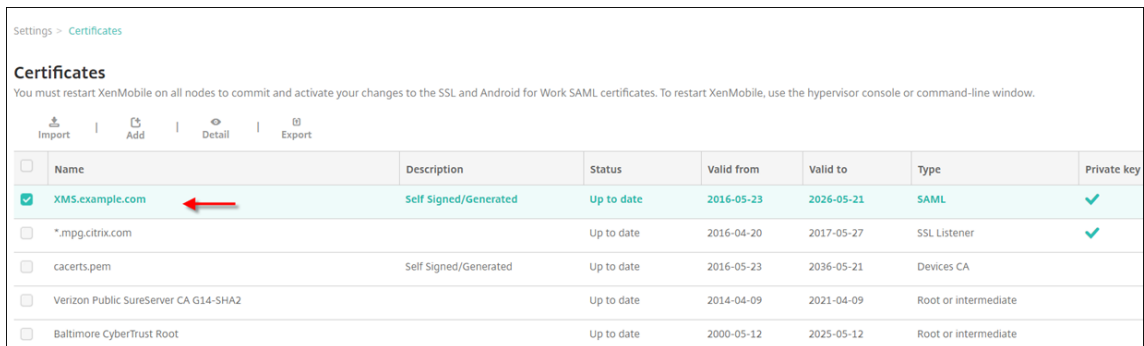 Settings > Certificates
Certificates
You must restart XenMobile on all nodes to commit and activate your changes to the SSL and Android for Work SAML certificates. To restart XenMobile, use the hypervisor console or command-line window.
Import | Add | Detail | Export
Name Description Status Valid from Valid to Type Private key
XMS.example.com Self Signed/Generated Up to date 2016-05-23 2026-05-21 SAML
*.mpg.citrix.com Up to date 2016-04-20 2017-05-27 SSL Listener
cacerts.pem Self Signed/Generated Up to date 2016-05-23 2036-05-21 Devices CA
Verizon Public SureServer CA G14-SHA2 Up to date 2014-04-09 2021-04-09 Root or intermediate
Baltimore CyberTrust Root Up to date 2000-05-12 2025-05-12 Root or intermediate